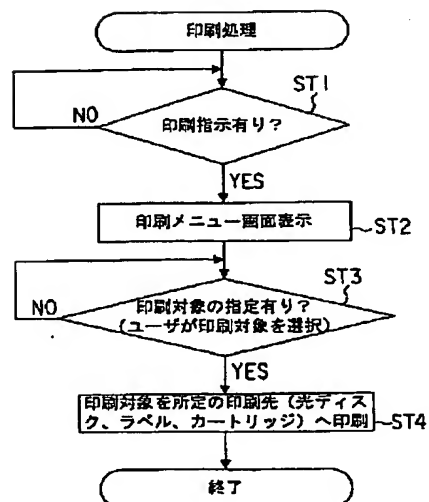 印刷処理
ST1
NO
印刷指示有り?
YES
印刷メニュー画面表示
ST2
ST3
NO
印刷対象の指定有り?
(ユーザが印刷対象を選択)
YES
印刷対象を所定の印刷先(光ディス
ク、ラベル、カートリッジ)へ印刷
ST4
終了